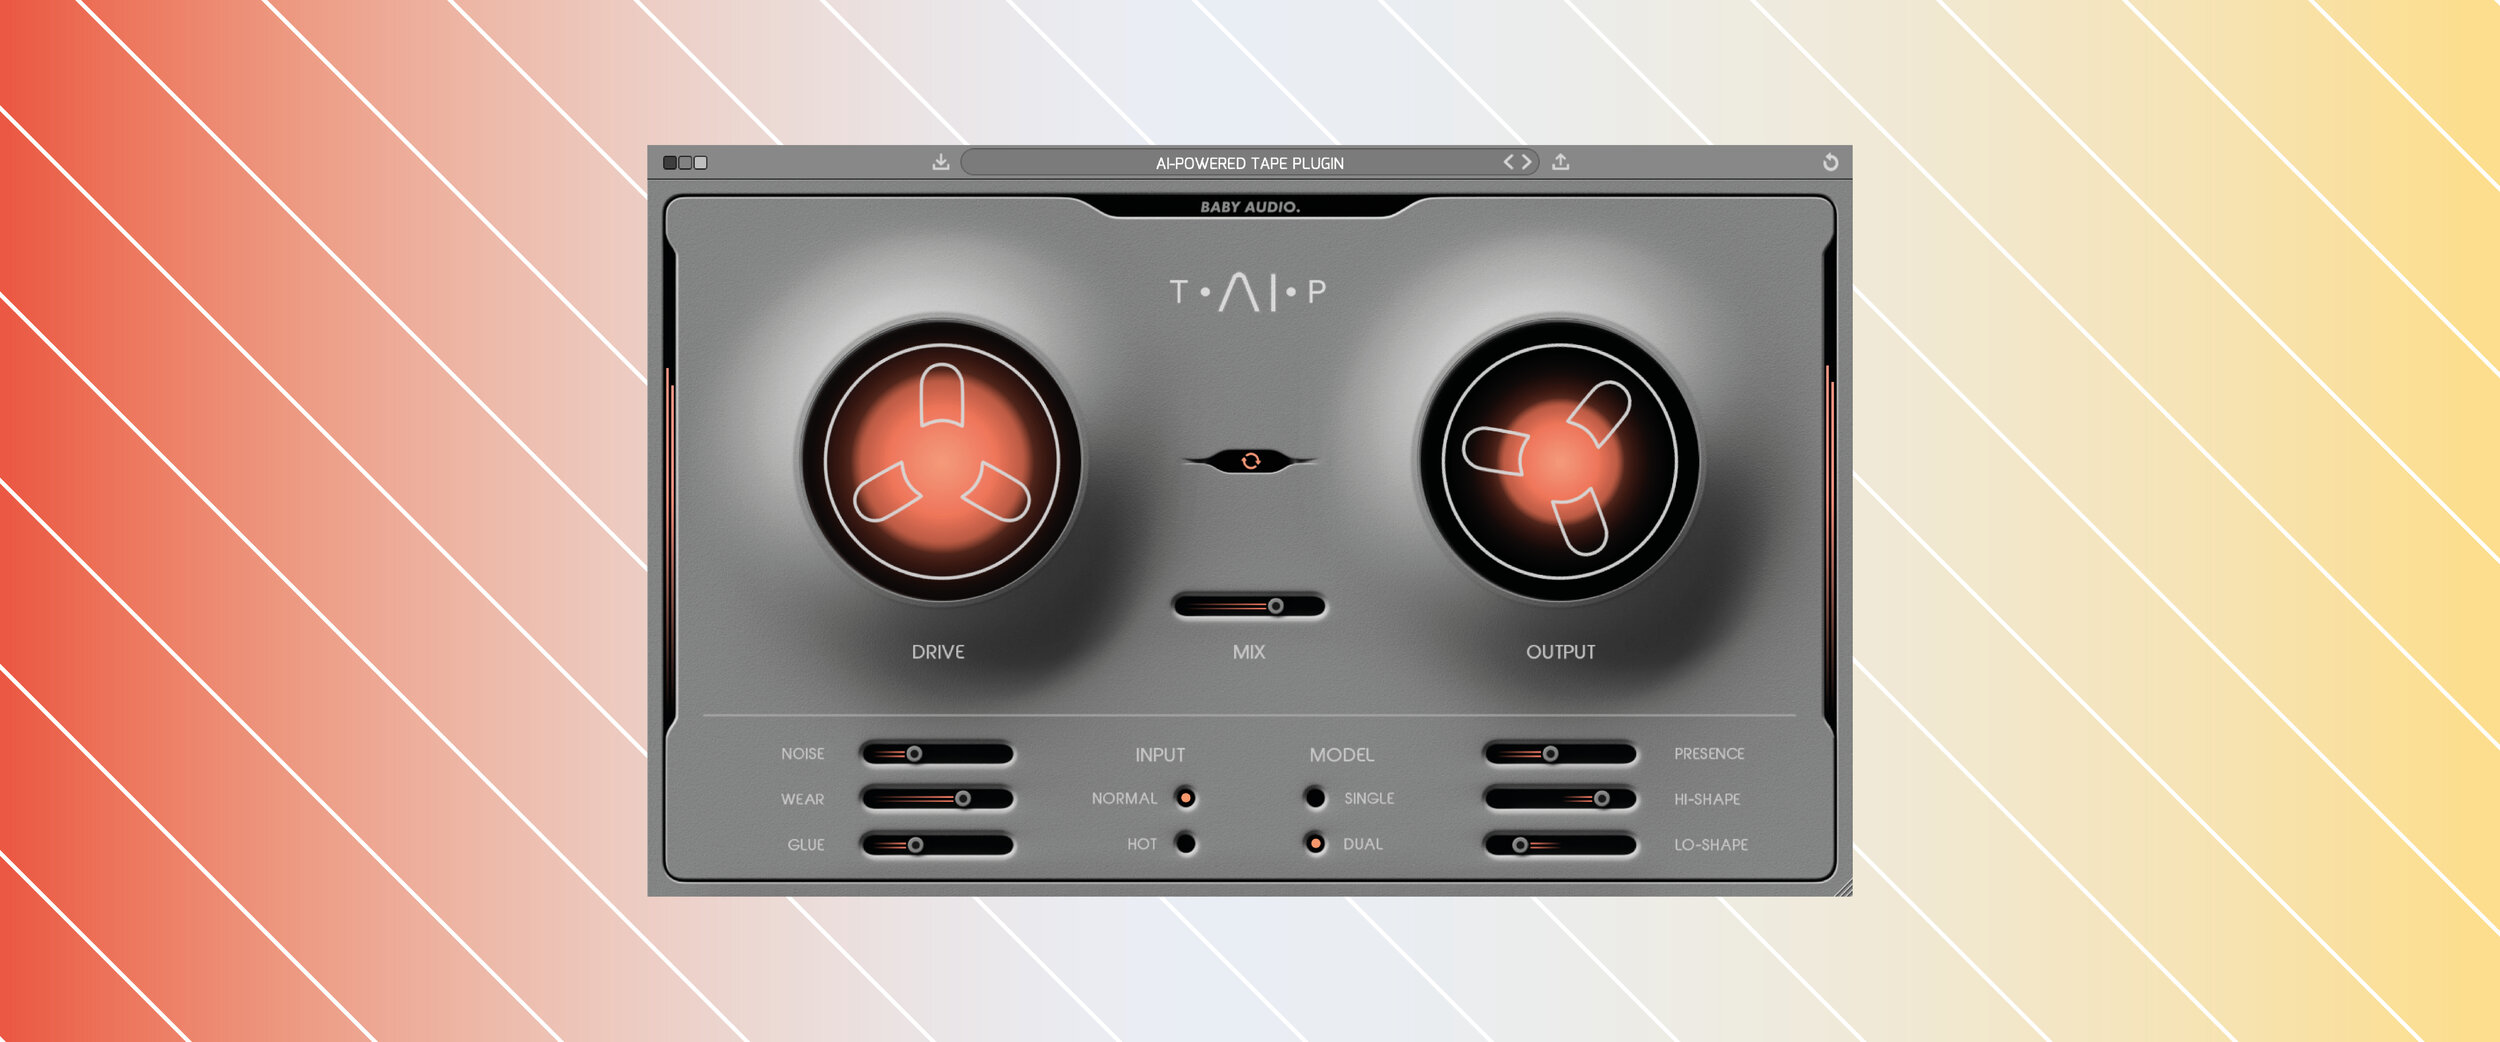 AI-POWERED TAPE PLUGIN
BABY AUDIO.
T•AI•P
DRIVE
MIX
OUTPUT
NOISE
WEAR
GLUE
INPUT
NORMAL
HOT
MODEL
SINGLE
DUAL
PRESENCE
HI-SHAPE
LO-SHAPE